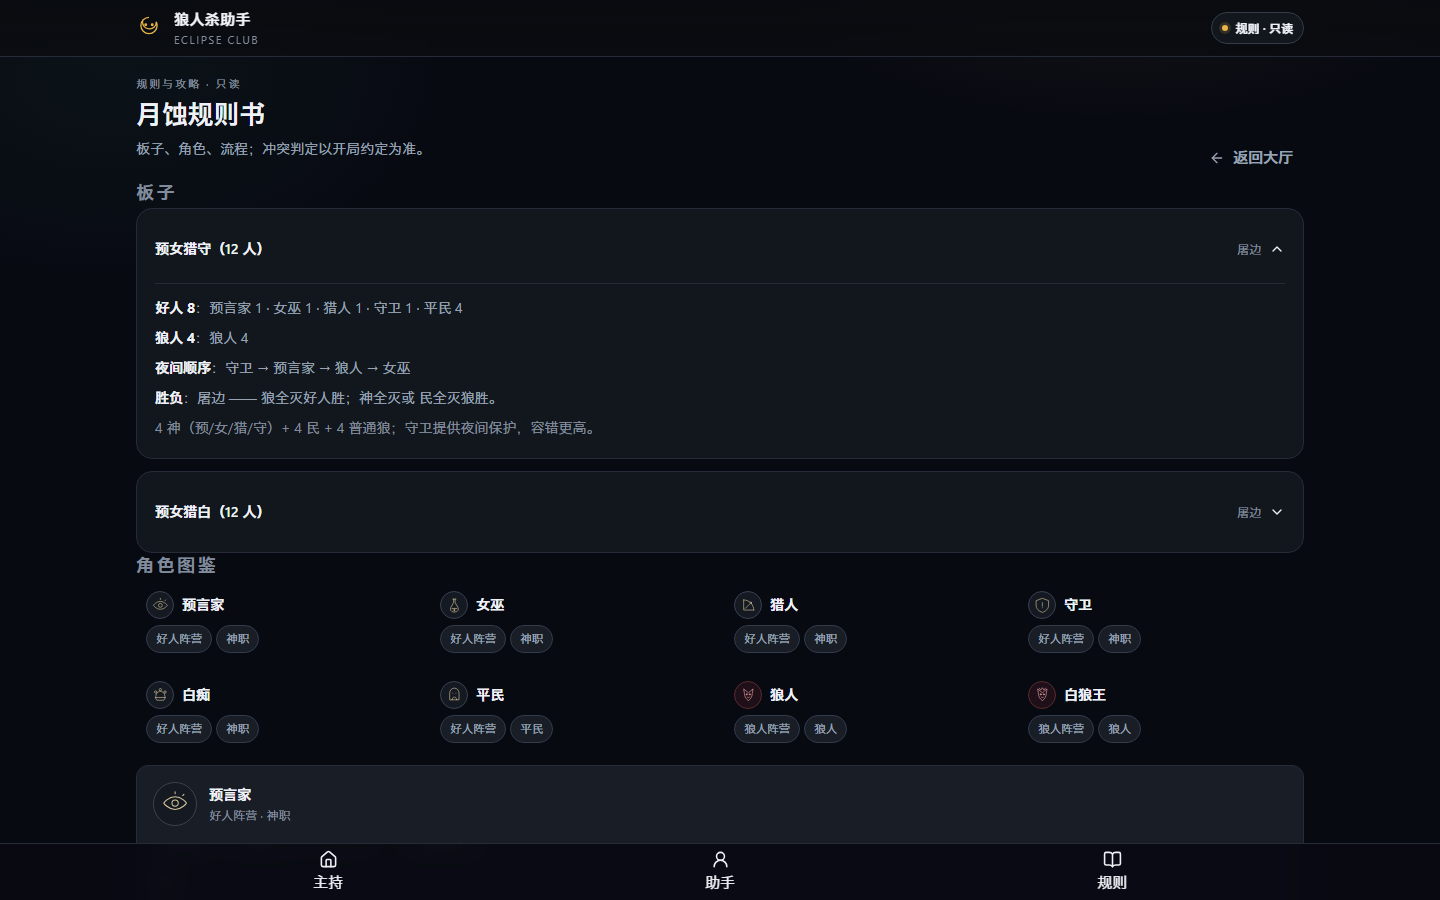 狼人杀助手
ECLIPSE CLUB
规则 · 只读
规则与攻略 · 只读
月蚀规则书
板子、角色、流程；冲突判定以开局约定为准。
返回大厅
板子
预女猎守（12 人）
屠边
好人 8：预言家 1 · 女巫 1 · 猎人 1 · 守卫 1 · 平民 4
狼人 4：狼人 4
夜间顺序：守卫 → 预言家 → 狼人 → 女巫
胜负：屠边 —— 狼全灭好人胜；神全灭或 民全灭狼胜。
4 神（预/女/猎/守）+ 4 民 + 4 普通狼；守卫提供夜间保护，容错更高。
预女猎白（12 人）
屠边
角色图鉴
预言家
好人阵营 神职
女巫
好人阵营 神职
猎人
好人阵营 神职
守卫
好人阵营 神职
白痴
好人阵营 神职
平民
好人阵营 平民
狼人
狼人阵营 狼人
白狼王
狼人阵营 狼人
预言家
好人阵营 · 神职
主持
助手
规则